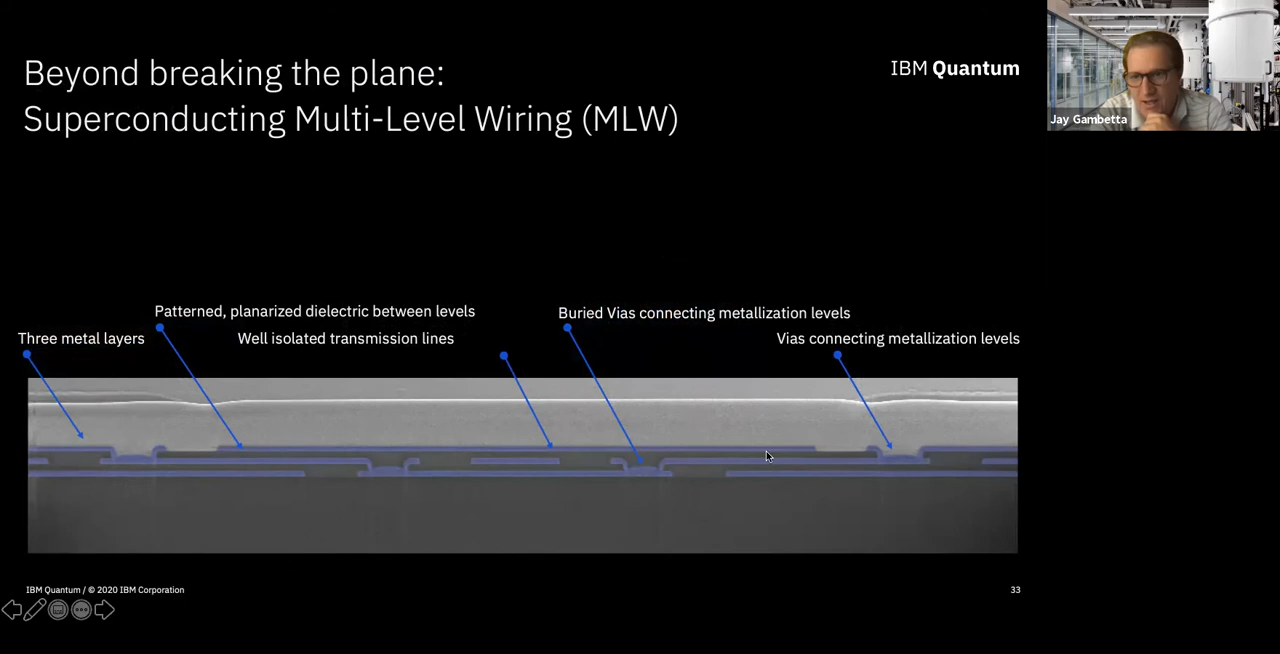 Beyond breaking the plane:
Superconducting Multi-Level Wiring (MLW)
IBM Quantum
Jay Gambetta
Patterned, planarized dielectric between levels
Buried Vias connecting metallization levels
Three metal layers
Well isolated transmission lines
Vias connecting metallization levels
IBM Quantum / © 2020 IBM Corporation
33